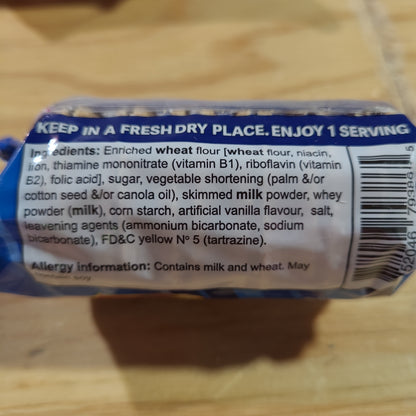 KEEP IN A FRESH DRY PLACE. ENJOY 1 SERVING
Ingredients: Enriched wheat flour [wheat flour, niacin,
iron, thiamine mononitrate (vitamin B1), riboflavin (vitamin
B2), folic acid], sugar, vegetable shortening (palm &/or
cotton seed &/or canola oil), skimmed milk powder, whey
powder (milk), corn starch, artificial vanilla flavour, salt,
leavening agents (ammonium bicarbonate, sodium
bicarbonate), FD&C yellow Nº 5 (tartrazine).
Allergy information: Contains milk and wheat. May
contain soy